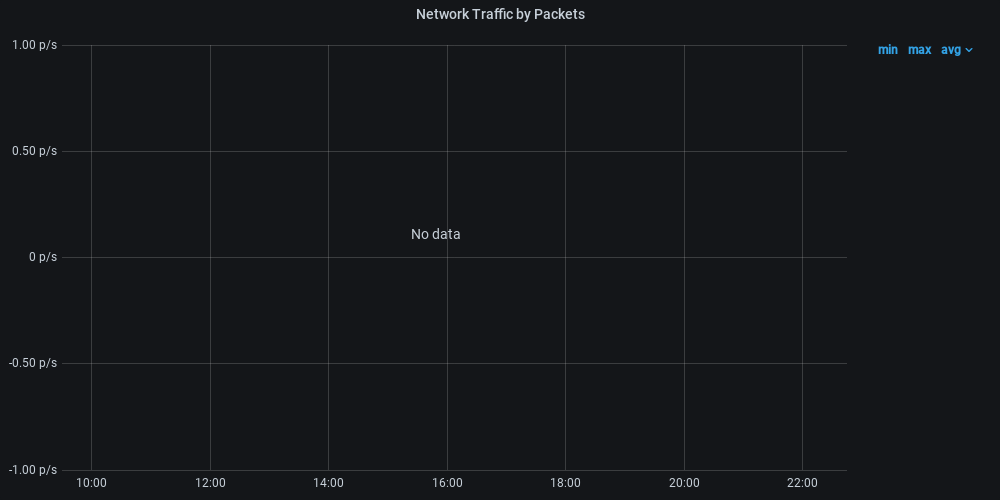 Network Traffic by Packets
1.00 p/s
min max avg
0.50 p/s
No data
0 p/s
-0.50 p/s
-1.00 p/s
10:00 12:00 14:00 16:00 18:00 20:00 22:00